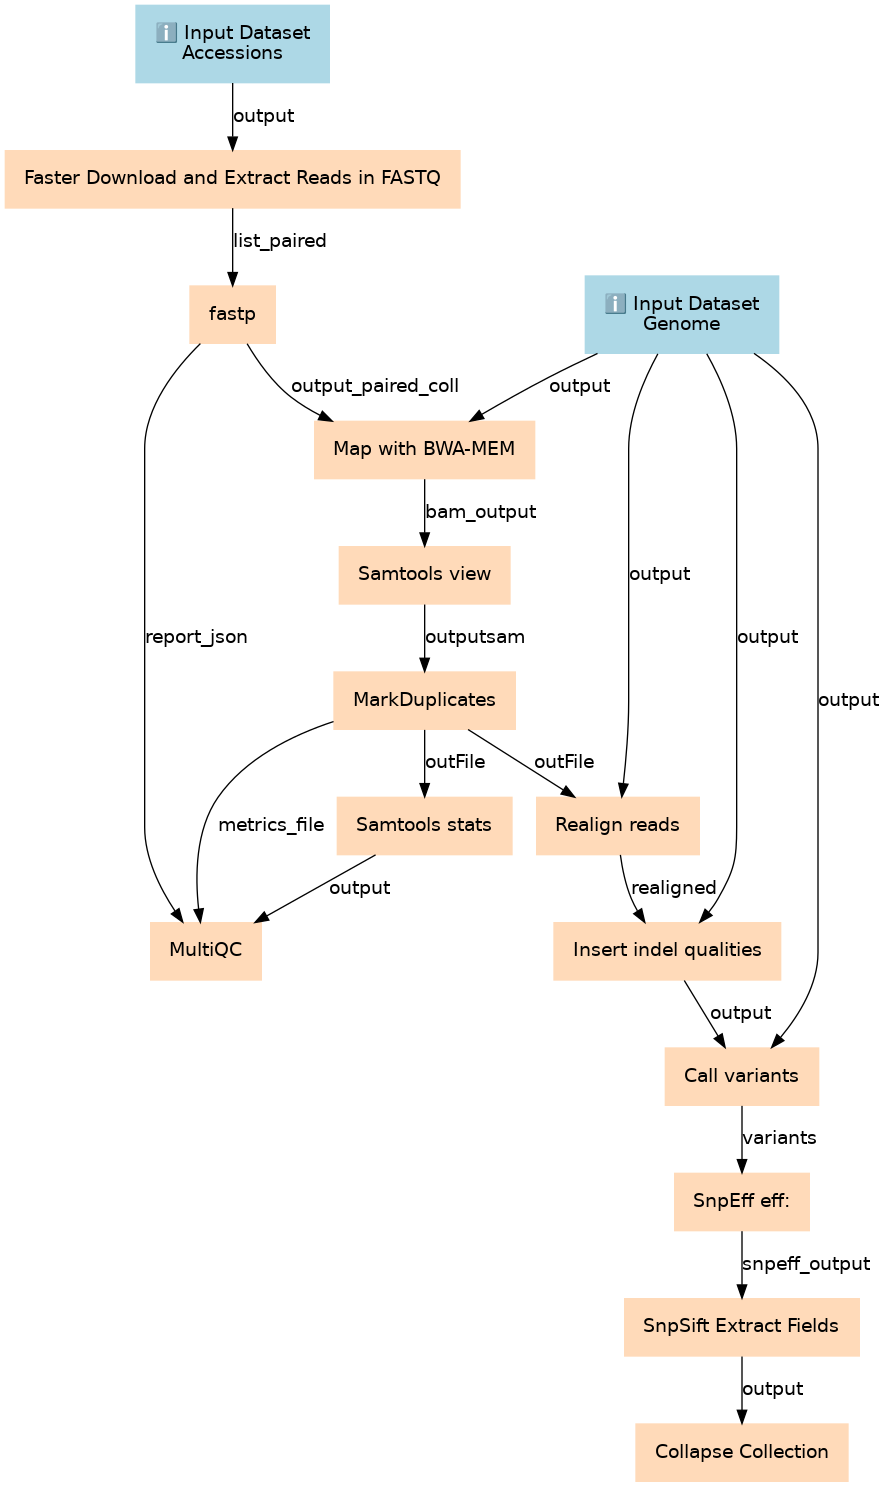 ℹ️ Input Dataset
Accessions
output
Faster Download and Extract Reads in FASTQ
list_paired
ℹ️ Input Dataset
Genome
fastp
output_paired_coll
output
Map with BWA-MEM
bam_output
Samtools view
output
report_json
outputsam
output
MarkDuplicates
output
outFile
outFile
metrics_file
Samtools stats
Realign reads
output
realigned
MultiQC
Insert indel qualities
output
Call variants
variants
SnpEff eff:
snpeff_output
SnpSift Extract Fields
output
Collapse Collection